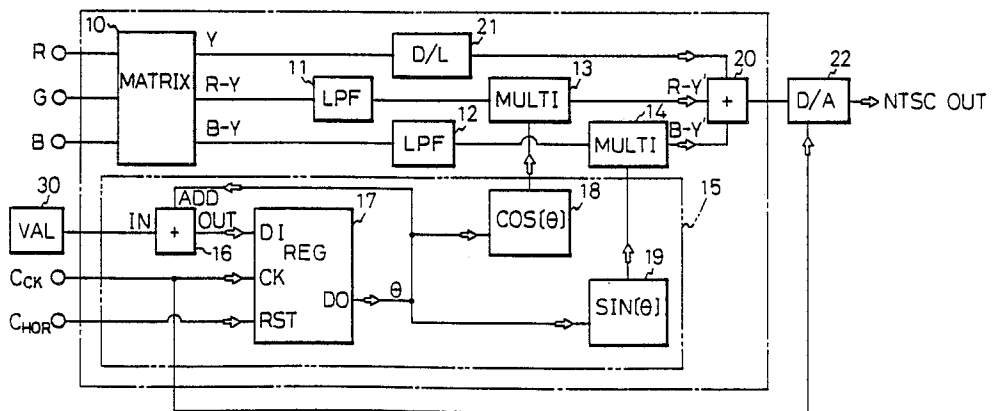 10
21
Y
R
D/L
13
20
22
11
MATRIX
R-Y
R-Y'
G
LPF
MULTI
+
D/A
NTSC OUT
12
14
B-Y
B-Y'
B
LPF
MULTI
30
ADD
17
18
15
VAL
IN
+
OUT
DI
REG
COS(θ)
16
19
CCK
CK
DO
θ
SIN(θ)
CHOR
RST